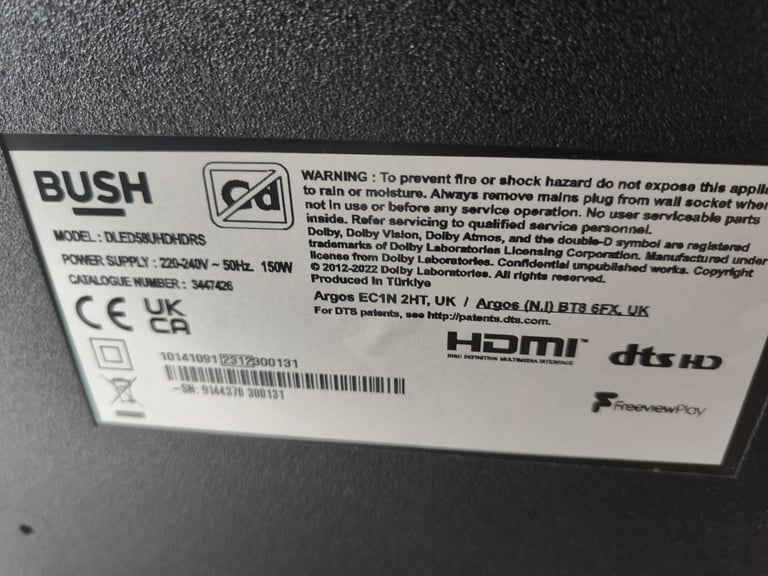 BUSH
Cd
MODEL : DLED58UHDHDRS
POWER SUPPLY : 220-240V ~ 50Hz. 150W
CATALOGUE NUMBER : 3447426
CE UK CA
WARNING : To prevent fire or shock hazard do not expose this applia
to rain or moisture. Always remove mains plug from wall socket when
not in use or before any service operation. No user serviceable parts
inside. Refer servicing to qualified service personnel.
Dolby, Dolby Vision, Dolby Atmos, and the double-D symbol are registered
trademarks of Dolby Laboratories Licensing Corporation. Manufactured under
license from Dolby Laboratories. Confidential unpublished works. Copyright
© 2012-2022 Dolby Laboratories. All rights reserved.
Produced in Türkiye
Argos EC1N 2HT, UK / Argos (N.I) BT8 6FX, UK
For DTS patents, see http://patents.dts.com.
HDMI™
HIGH DEFINITION MULTIMEDIA INTERFACE
dts HD
FreeviewPlay
10141091 2312 300131
~SN: 9144370 300131